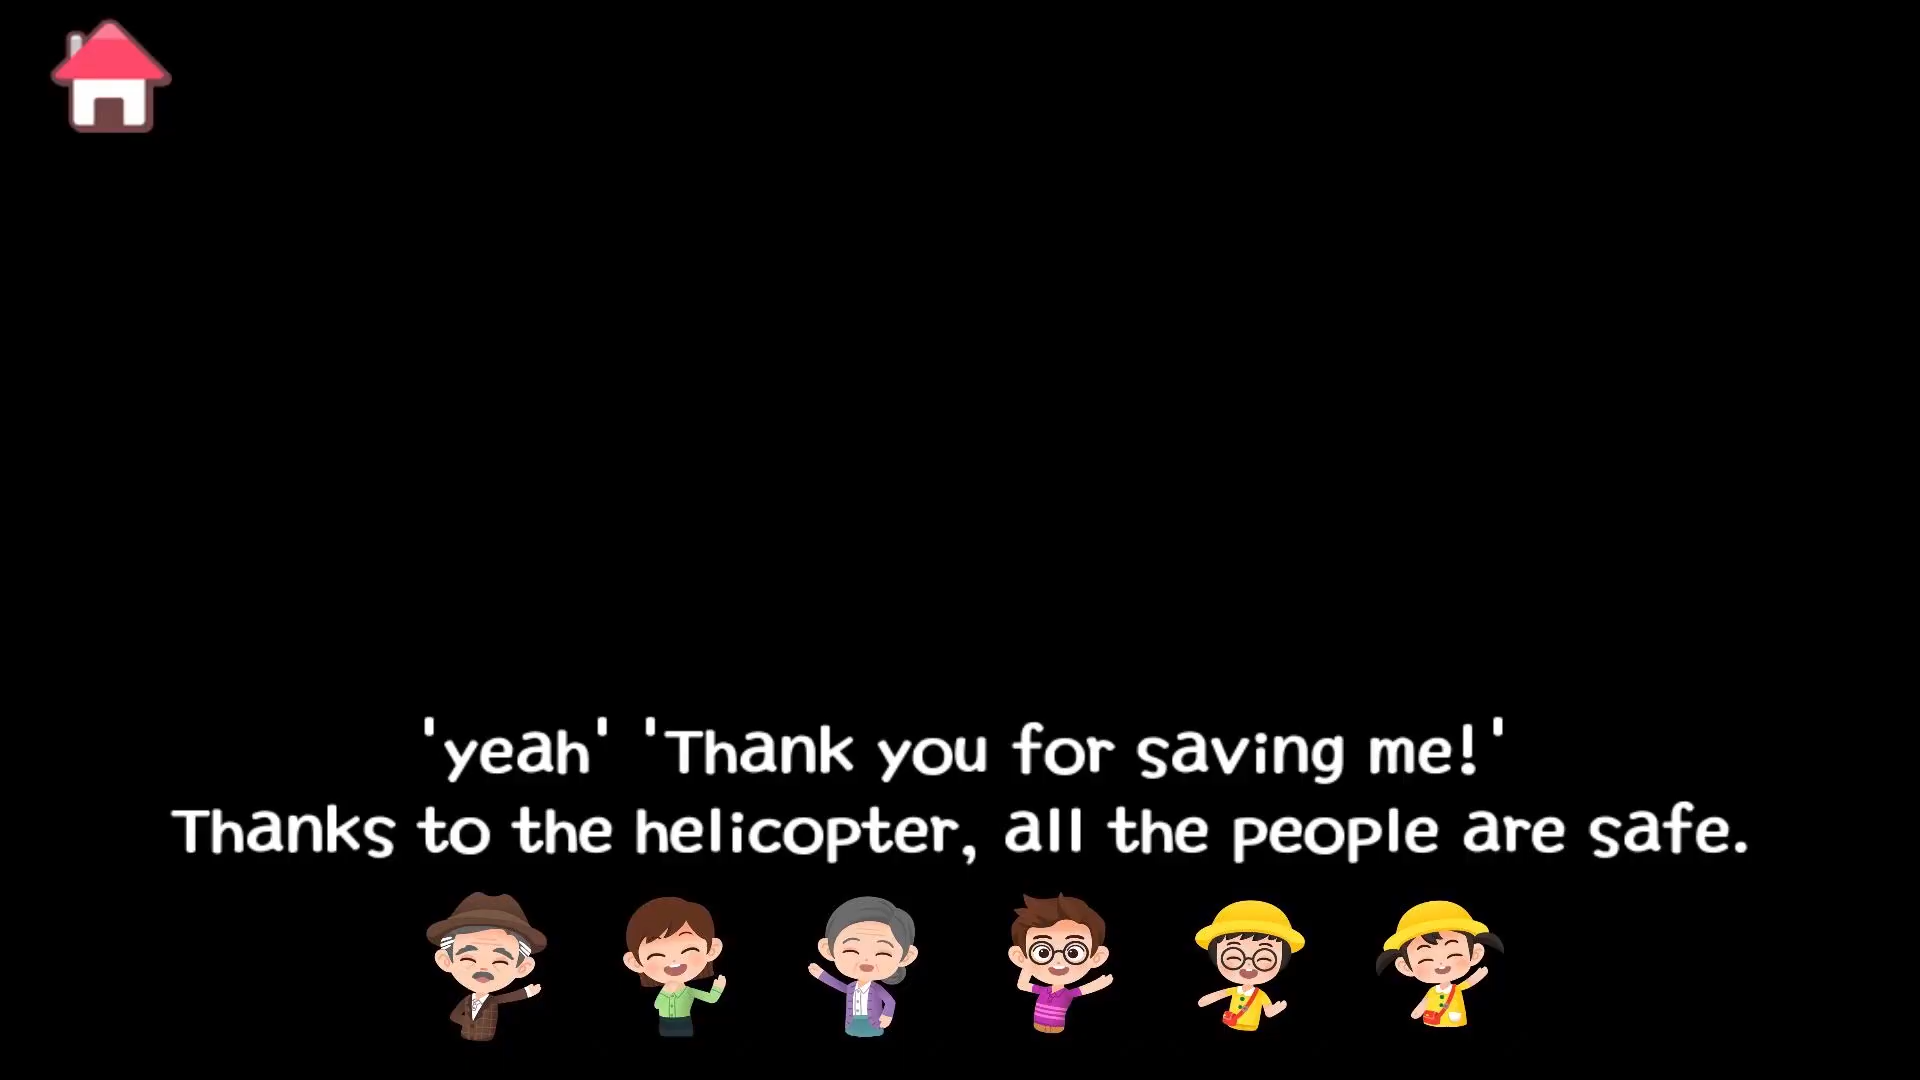 'yeah' 'Thank you for saving me!'
Thanks to the helicopter, all the people are safe.